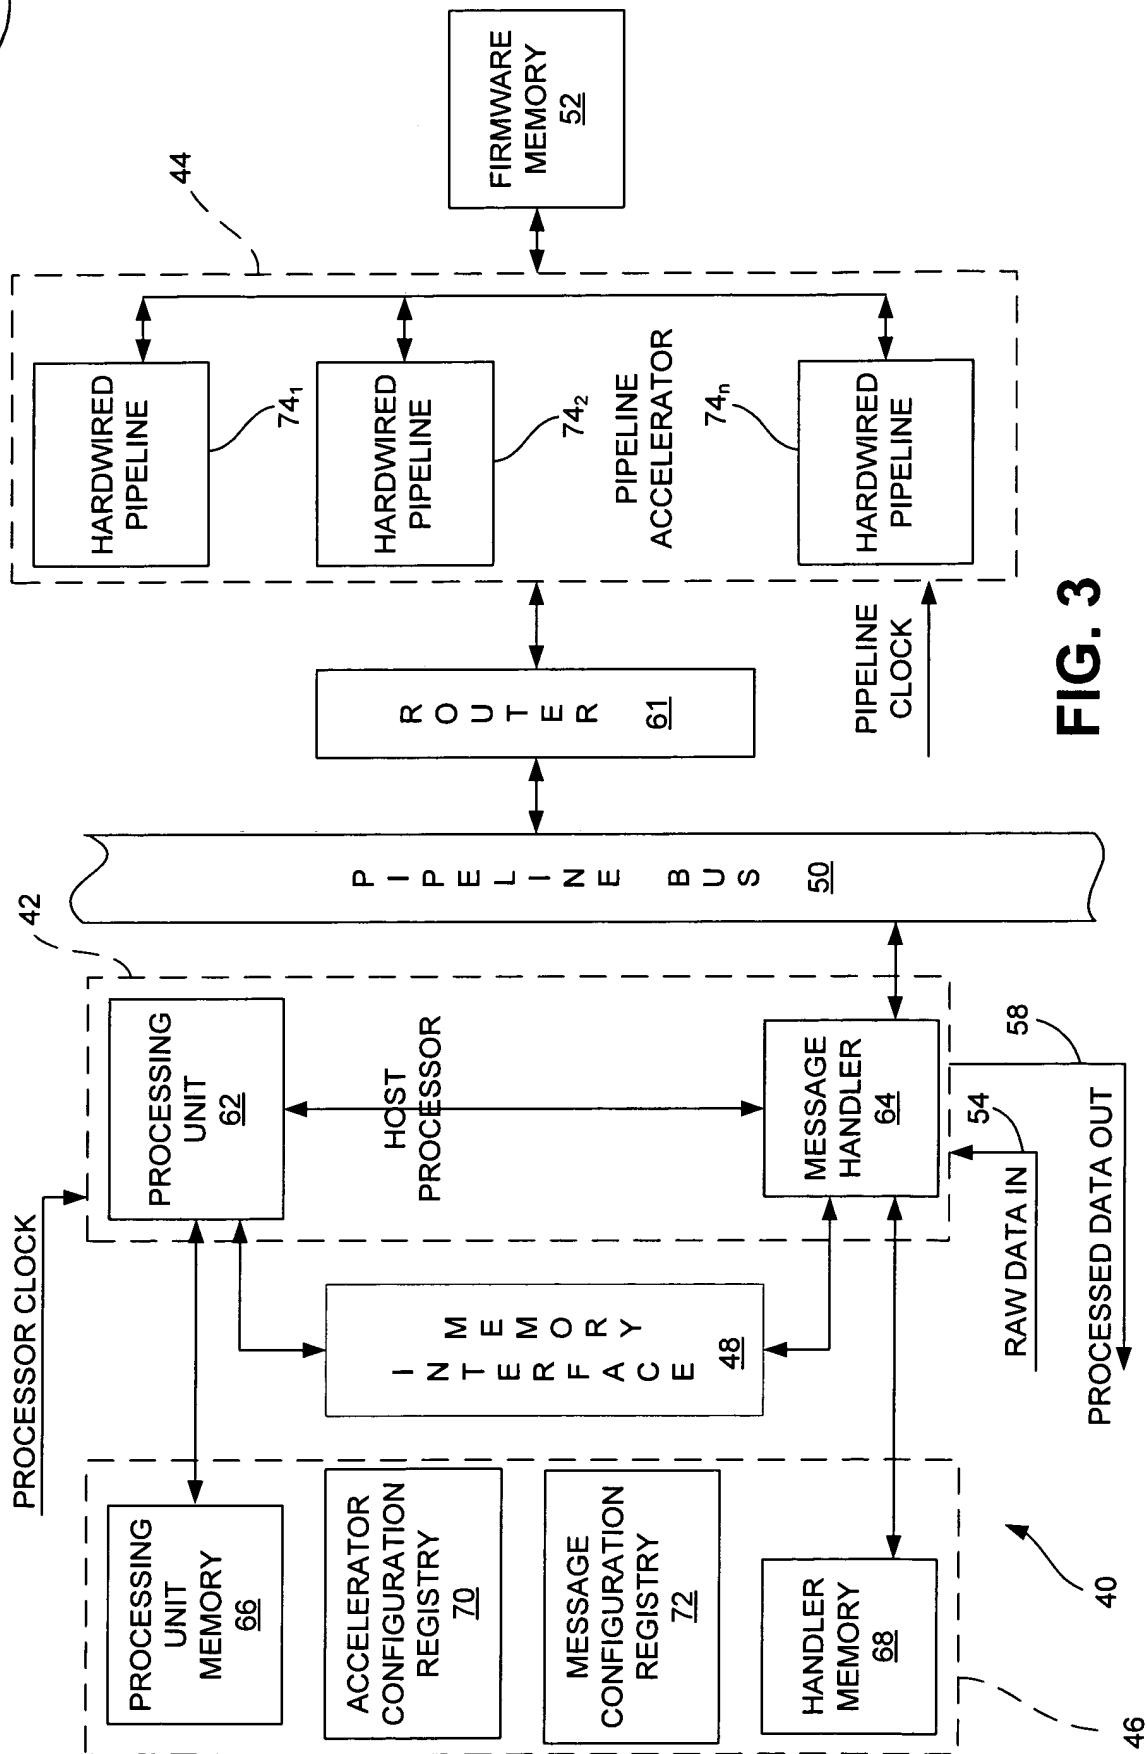 PROCESSOR CLOCK
PROCESSING
UNIT
MEMORY
66
ACCELERATOR
CONFIGURATION
REGISTRY
70
MESSAGE
CONFIGURATION
REGISTRY
72
HANDLER
MEMORY
68
46
40
MEMORY
INTERFACE
48
42
PROCESSING
UNIT
62
HOST
PROCESSOR
MESSAGE
HANDLER
64
RAW DATA IN
54
PROCESSED DATA OUT
58
PIPELINE BUS
50
ROUTER
61
PIPELINE
CLOCK
44
HARDWIRED
PIPELINE
74₁
HARDWIRED
PIPELINE
74₂
PIPELINE
ACCELERATOR
74ₙ
HARDWIRED
PIPELINE
FIRMWARE
MEMORY
52
FIG. 3